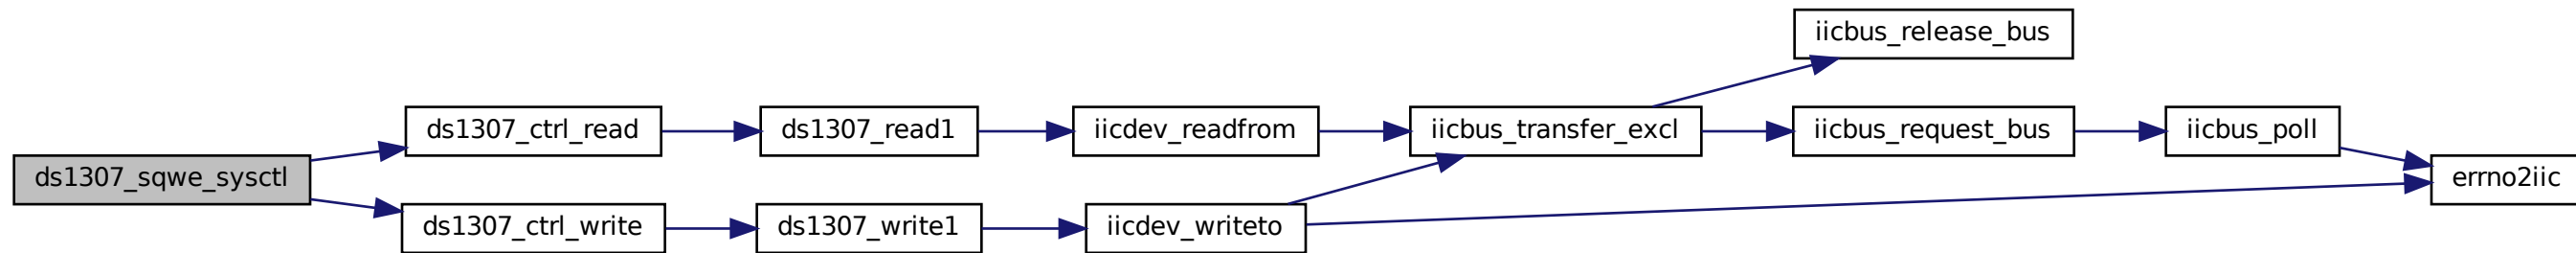 iicbus_release_bus
ds1307_ctrl_read
ds1307_read1
iicdev_readfrom
iicbus_transfer_excl
iicbus_request_bus
iicbus_poll
ds1307_sqwe_sysctl
errno2iic
ds1307_ctrl_write
ds1307_write1
iicdev_writeto